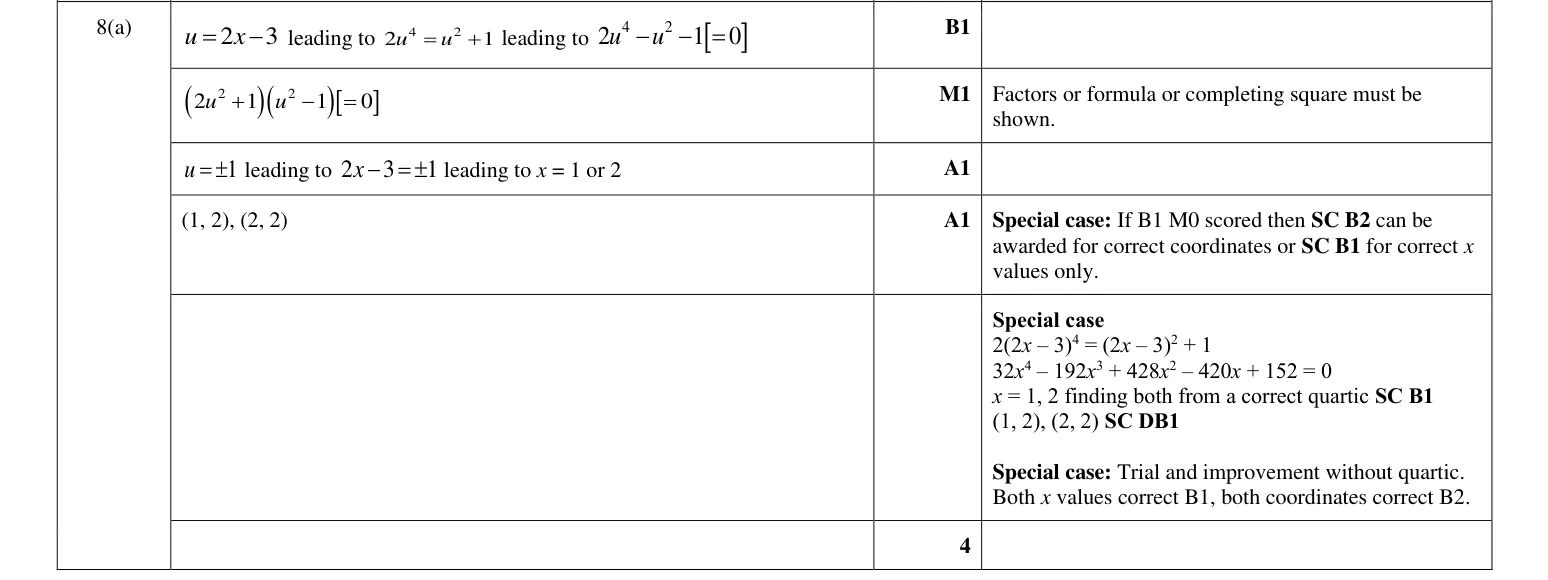 8(a)
u = 2x − 3 leading to 2u⁴ = u² + 1 leading to 2u⁴ − u² − 1[= 0]
B1
(2u² + 1)(u² − 1)[= 0]
M1
Factors or formula or completing square must be
shown.
u = ±1 leading to 2x − 3 = ±1 leading to x = 1 or 2
A1
(1, 2), (2, 2)
A1
Special case: If B1 M0 scored then SC B2 can be
awarded for correct coordinates or SC B1 for correct x
values only.
Special case
2(2x – 3)⁴ = (2x – 3)² + 1
32x⁴ – 192x³ + 428x² – 420x + 152 = 0
x = 1, 2 finding both from a correct quartic SC B1
(1, 2), (2, 2) SC DB1
Special case: Trial and improvement without quartic.
Both x values correct B1, both coordinates correct B2.
4